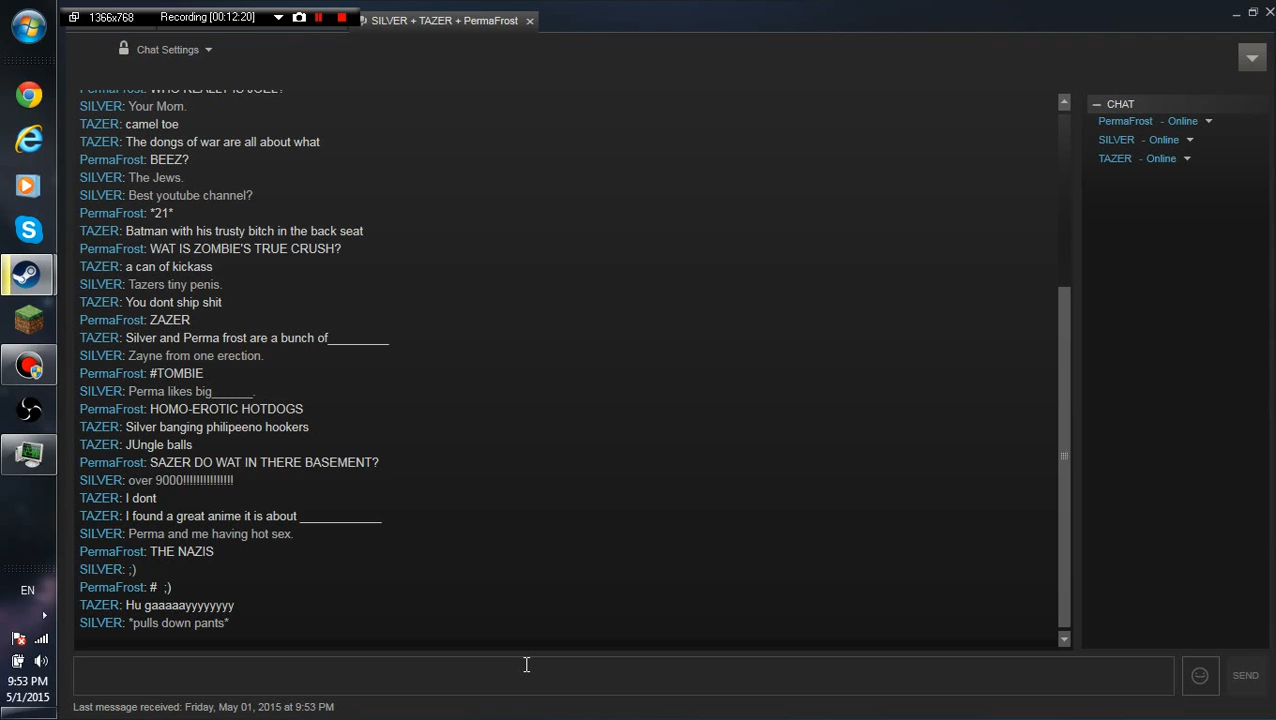 1366x768 Recording [00:12:20] SILVER + TAZER + PermaFrost
Chat Settings
PermaFrost: WHO REALLY IS JOEL?
SILVER: Your Mom.
TAZER: camel toe
TAZER: The dongs of war are all about what
PermaFrost: BEEZ?
SILVER: The Jews.
SILVER: Best youtube channel?
PermaFrost: *21*
TAZER: Batman with his trusty bitch in the back seat
PermaFrost: WAT IS ZOMBIE'S TRUE CRUSH?
TAZER: a can of kickass
SILVER: Tazers tiny penis.
TAZER: You dont ship shit
PermaFrost: ZAZER
TAZER: Silver and Perma frost are a bunch of_________
SILVER: Zayne from one erection.
PermaFrost: #TOMBIE
SILVER: Perma likes big______.
PermaFrost: HOMO-EROTIC HOTDOGS
TAZER: Silver banging philipeeno hookers
TAZER: JUngle balls
PermaFrost: SAZER DO WAT IN THERE BASEMENT?
SILVER: over 9000!!!!!!!!!!!!!!!
TAZER: I dont
TAZER: I found a great anime it is about ____________
SILVER: Perma and me having hot sex.
PermaFrost: THE NAZIS
SILVER: ;)
PermaFrost: #  ;)
TAZER: Hu gaaaaayyyyyyyy
SILVER: *pulls down pants*
CHAT
PermaFrost - Online
SILVER - Online
TAZER - Online
SEND
Last message received: Friday, May 01, 2015 at 9:53 PM
EN
9:53 PM
5/1/2015